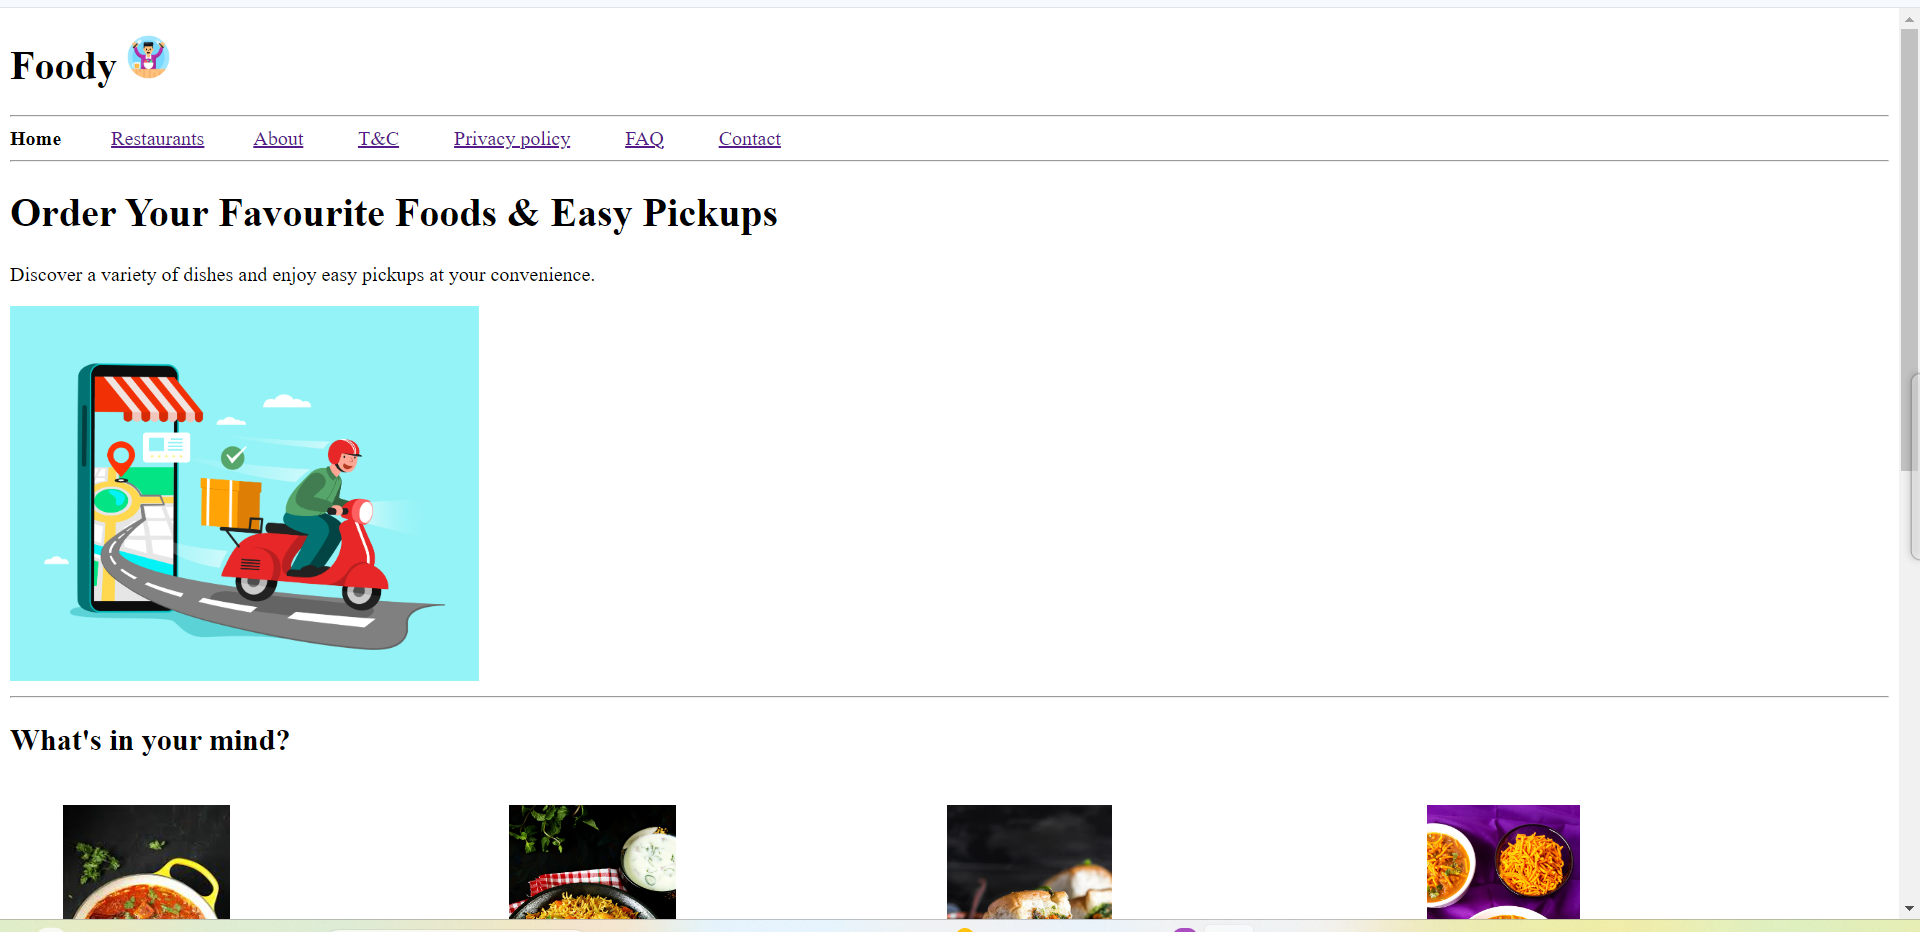 Foody
Home Restaurants About T&C Privacy policy FAQ Contact
Order Your Favourite Foods & Easy Pickups
Discover a variety of dishes and enjoy easy pickups at your convenience.
What's in your mind?